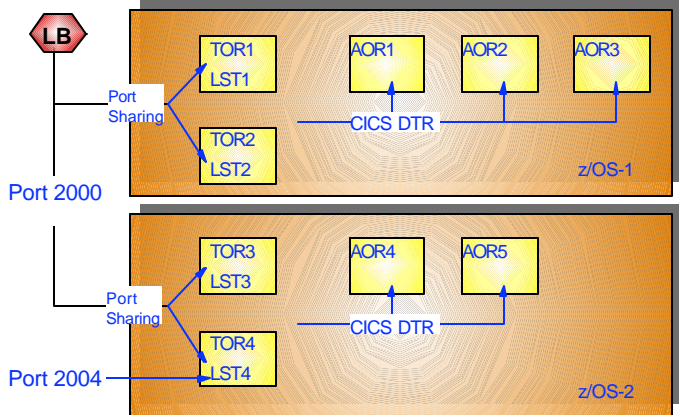 LB
TOR1
LST1
AOR1
AOR2
AOR3
Port
Sharing
CICS DTR
TOR2
LST2
z/OS-1
Port 2000
TOR3
LST3
AOR4
AOR5
Port
Sharing
CICS DTR
TOR4
LST4
Port 2004
z/OS-2